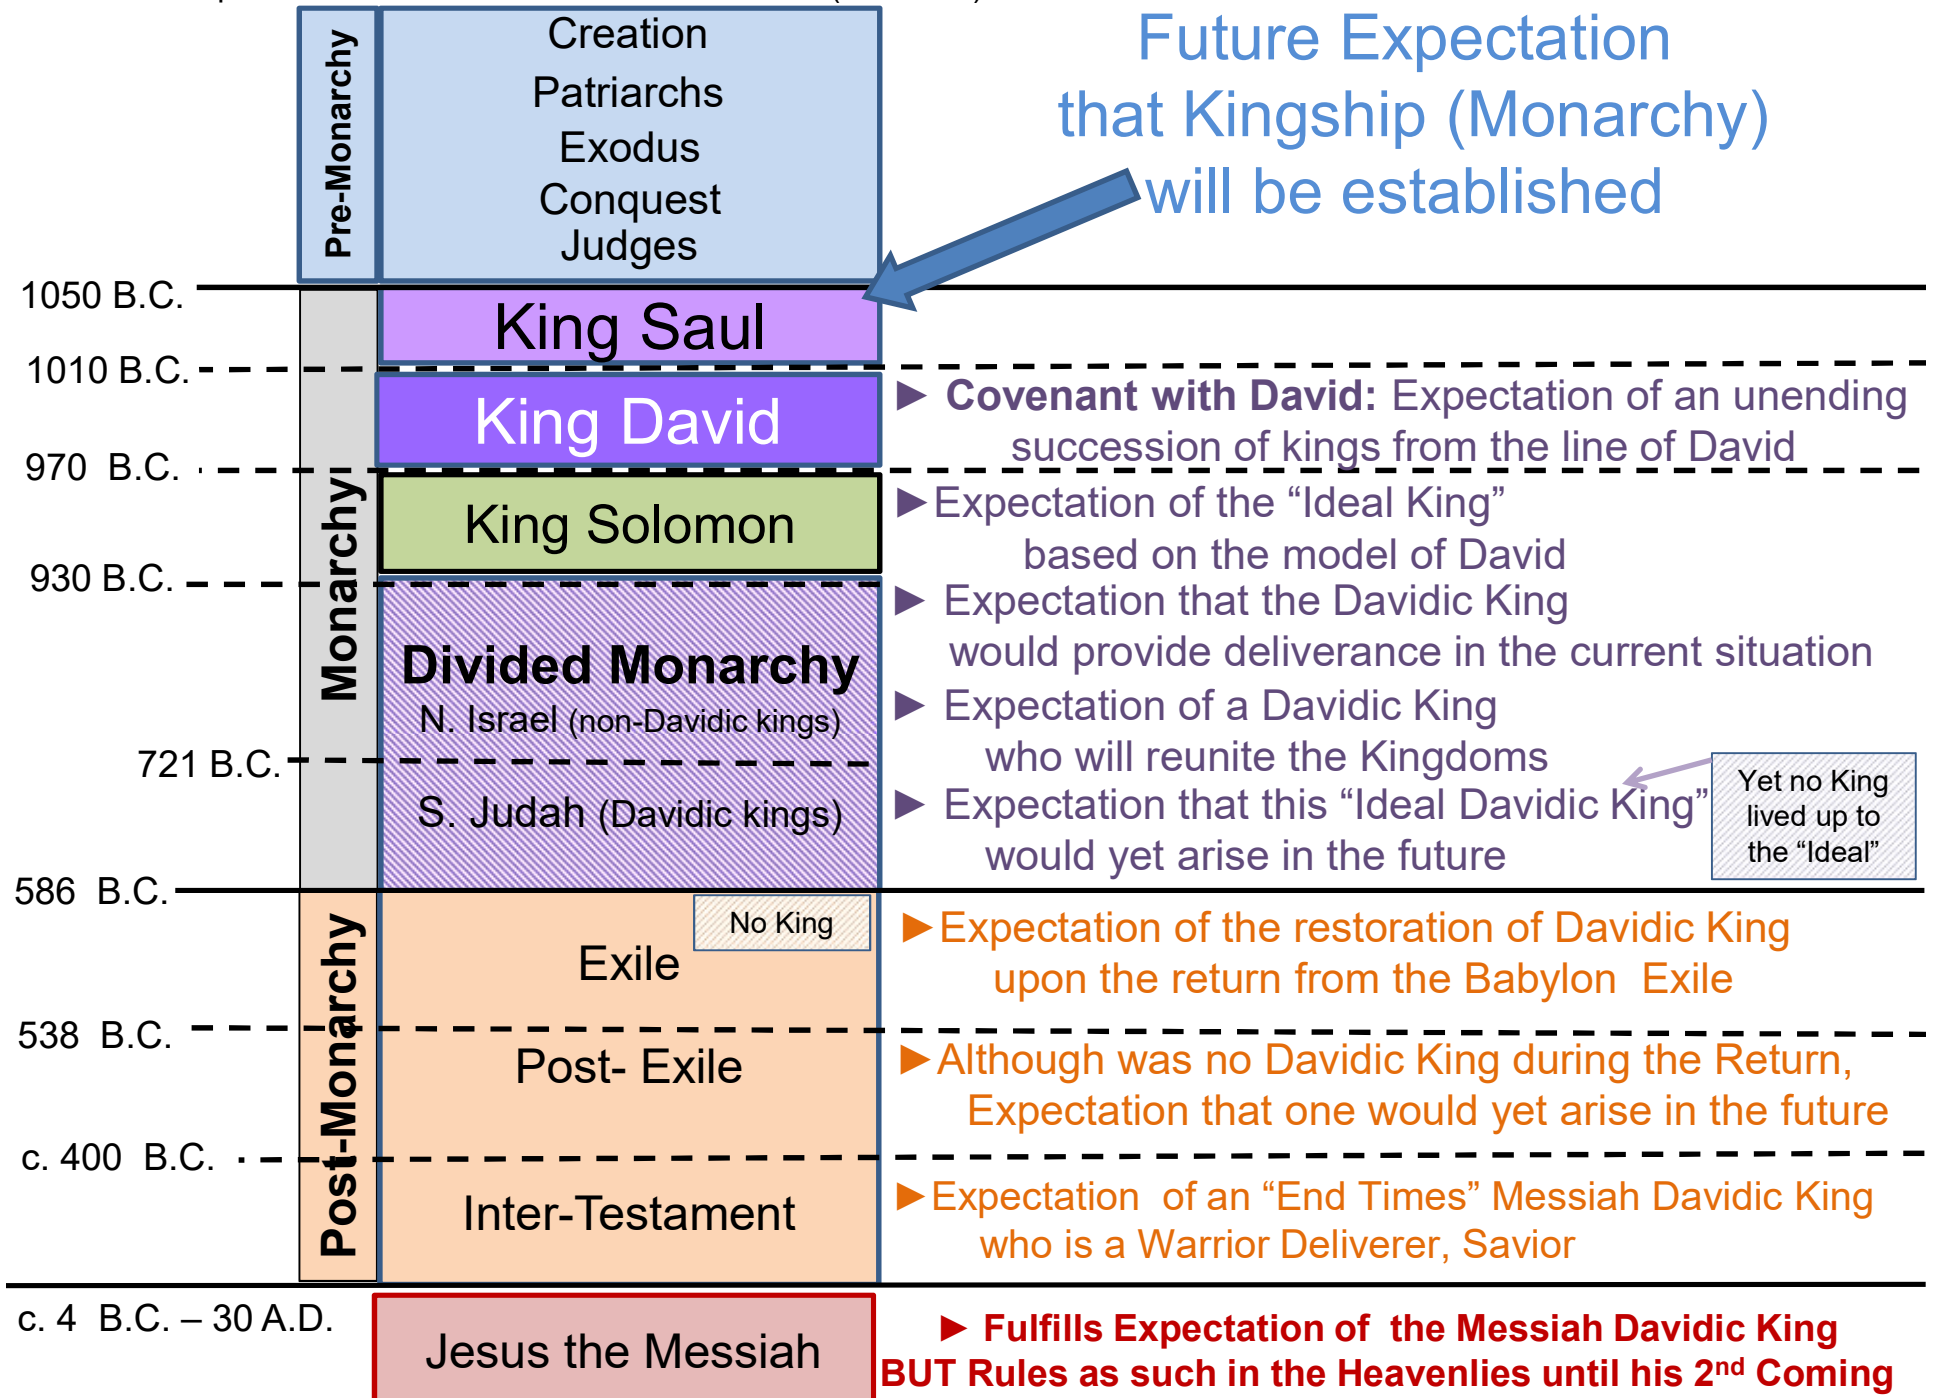 Creation
Patriarchs
Exodus
Conquest
Judges
Pre-Monarchy
Future Expectation
that Kingship (Monarchy)
will be established
1050 B.C.
King Saul
1010 B.C.
King David
► Covenant with David: Expectation of an unending
succession of kings from the line of David
970 B.C.
Monarchy
King Solomon
►Expectation of the “Ideal King”
based on the model of David
930 B.C.
► Expectation that the Davidic King
would provide deliverance in the current situation
Divided Monarchy
N. Israel (non-Davidic kings)
► Expectation of a Davidic King
who will reunite the Kingdoms
721 B.C.
S. Judah (Davidic kings)
► Expectation that this “Ideal Davidic King”
would yet arise in the future
Yet no King
lived up to
the “Ideal”
586 B.C.
No King
Exile
►Expectation of the restoration of Davidic King
upon the return from the Babylon Exile
Post-Monarchy
538 B.C.
Post- Exile
►Although was no Davidic King during the Return,
Expectation that one would yet arise in the future
c. 400 B.C.
Inter-Testament
►Expectation of an “End Times” Messiah Davidic King
who is a Warrior Deliverer, Savior
c. 4 B.C. – 30 A.D.
Jesus the Messiah
► Fulfills Expectation of the Messiah Davidic King
BUT Rules as such in the Heavenlies until his 2nd Coming